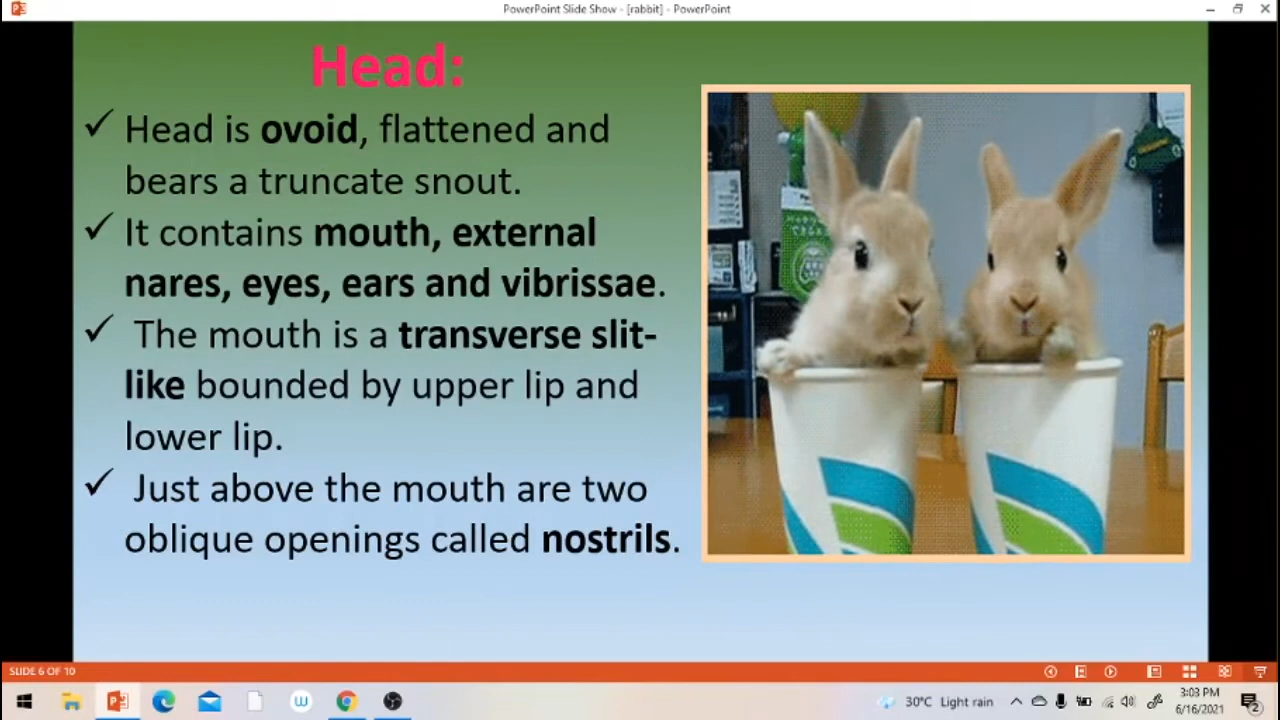 PowerPoint Slide Show - [rabbit] - PowerPoint
Head:
✓ Head is ovoid, flattened and
bears a truncate snout.
✓ It contains mouth, external
nares, eyes, ears and vibrissae.
✓ The mouth is a transverse slit-
like bounded by upper lip and
lower lip.
✓ Just above the mouth are two
oblique openings called nostrils.
SLIDE 6 OF 10
30°C Light rain
3:03 PM
6/16/2021
2